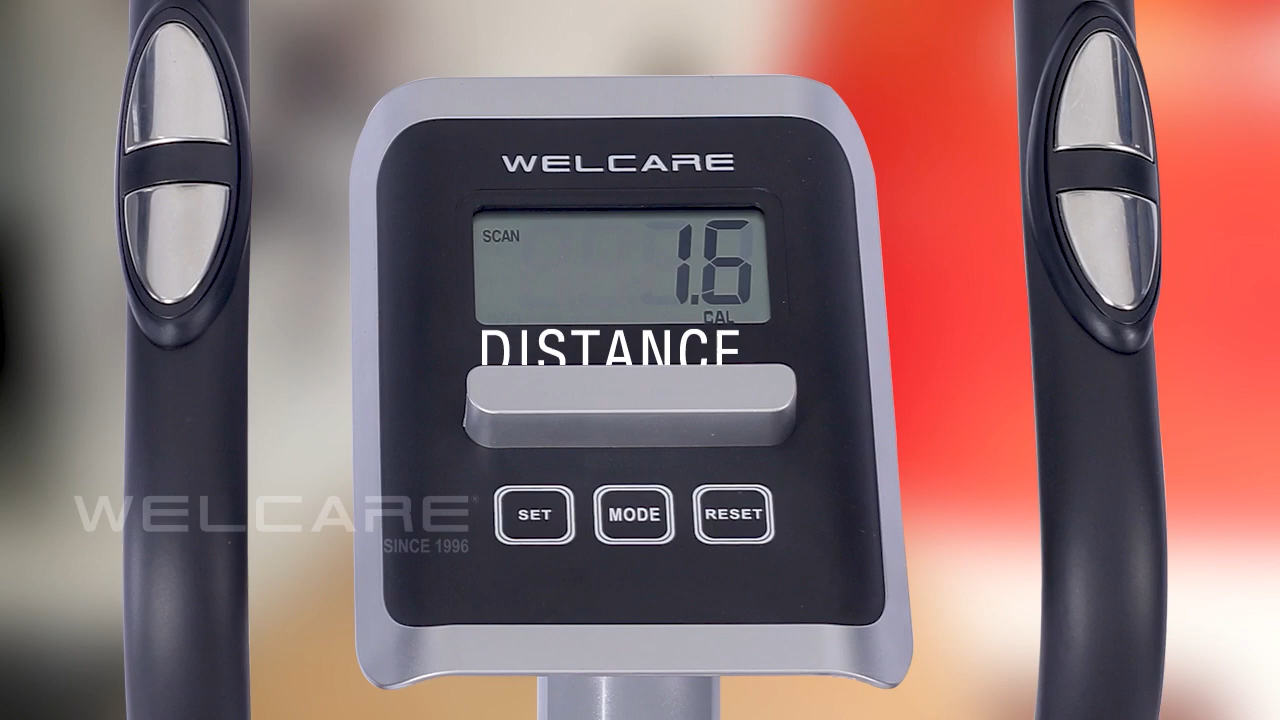 WELCARE
SCAN
1.6
CAL
DISTANCE
SET
MODE
RESET
WELCARE
SINCE 1996